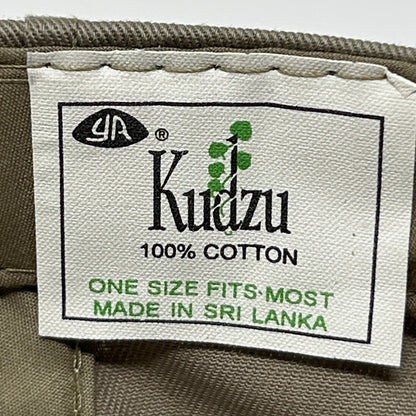 YA ®
Kudzu
100% COTTON
ONE SIZE FITS MOST
MADE IN SRI LANKA